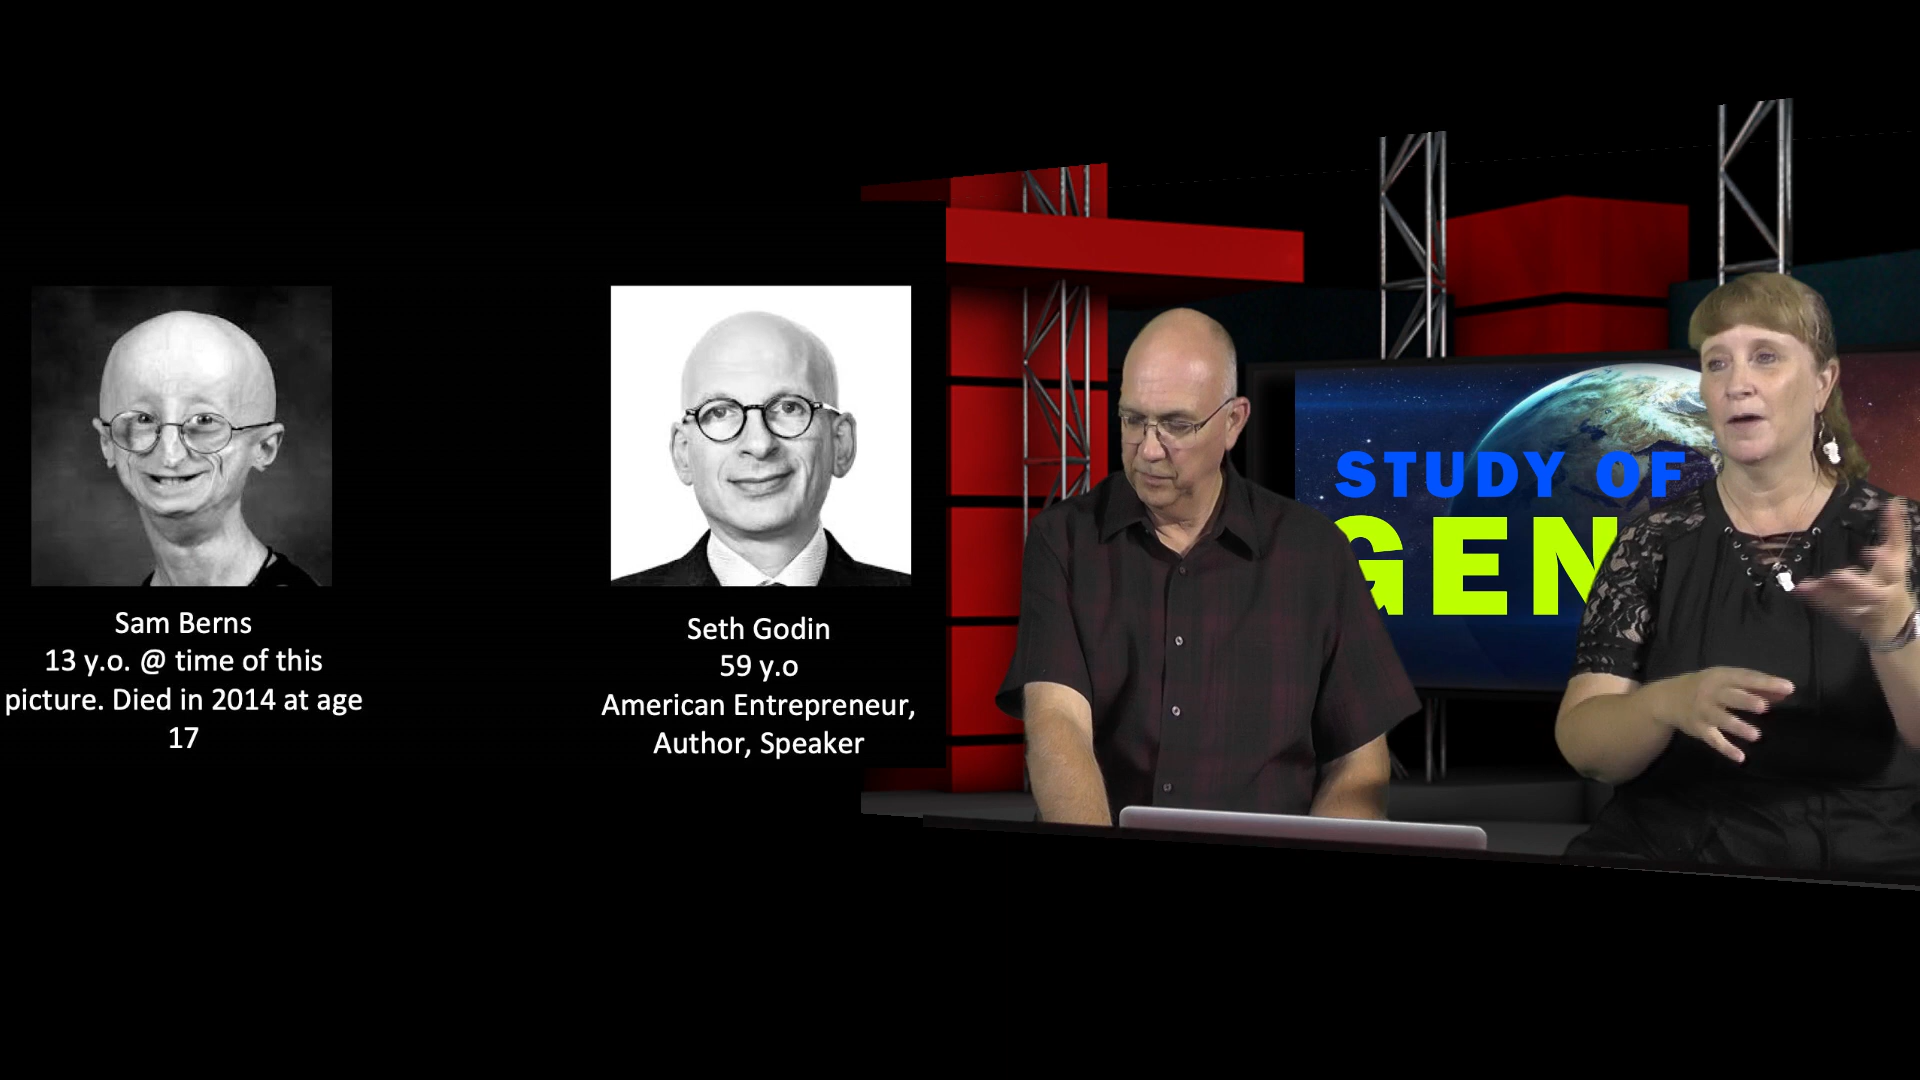 Sam Berns
13 y.o. @ time of this
picture. Died in 2014 at age
17
Seth Godin
59 y.o
American Entrepreneur,
Author, Speaker
STUDY OF
GEN